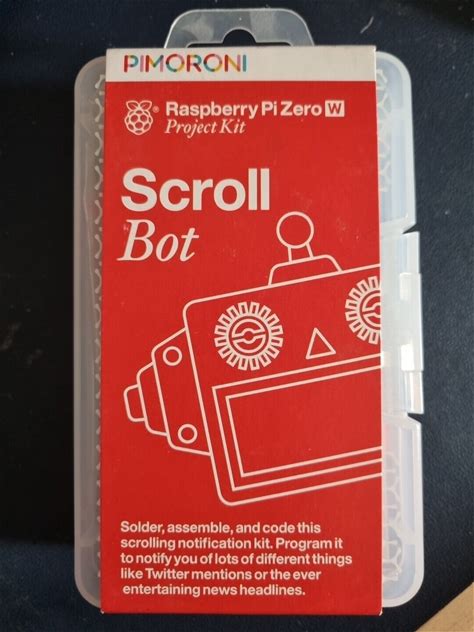 PIMORONI
Raspberry Pi Zero W
Project Kit
Scroll
Bot
Solder, assemble, and code this
scrolling notification kit. Program it
to notify you of lots of different things
like Twitter mentions or the ever
entertaining news headlines.